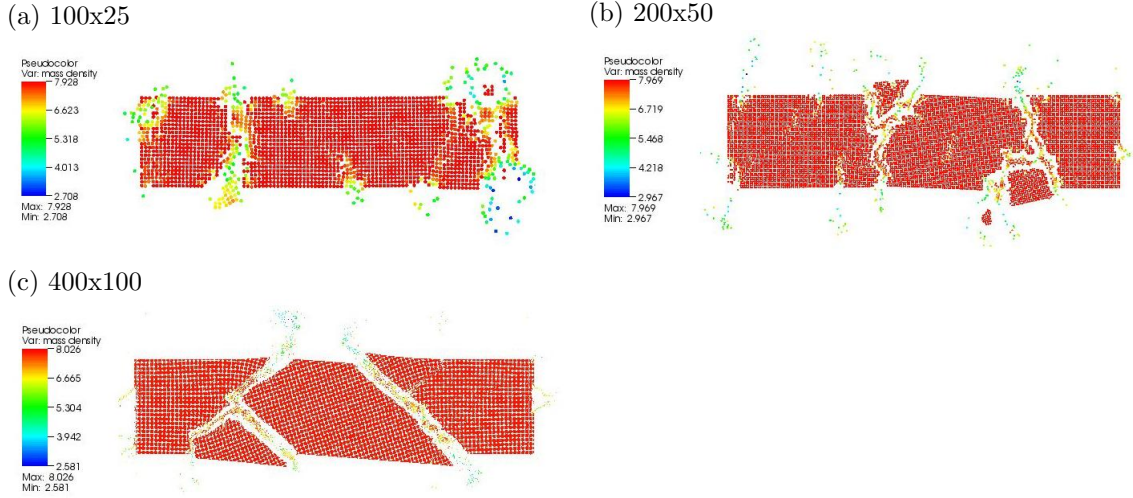 (a) 100x25
Pseudocolor
Var: mass density
7.928
6.623
5.318
4.013
2.708
Max: 7.928
Min: 2.708
(b) 200x50
Pseudocolor
Var: mass density
7.969
6.719
5.468
4.218
2.967
Max: 7.969
Min: 2.967
(c) 400x100
Pseudocolor
Var: mass density
8.026
6.665
5.304
3.942
2.581
Max: 8.026
Min: 2.581